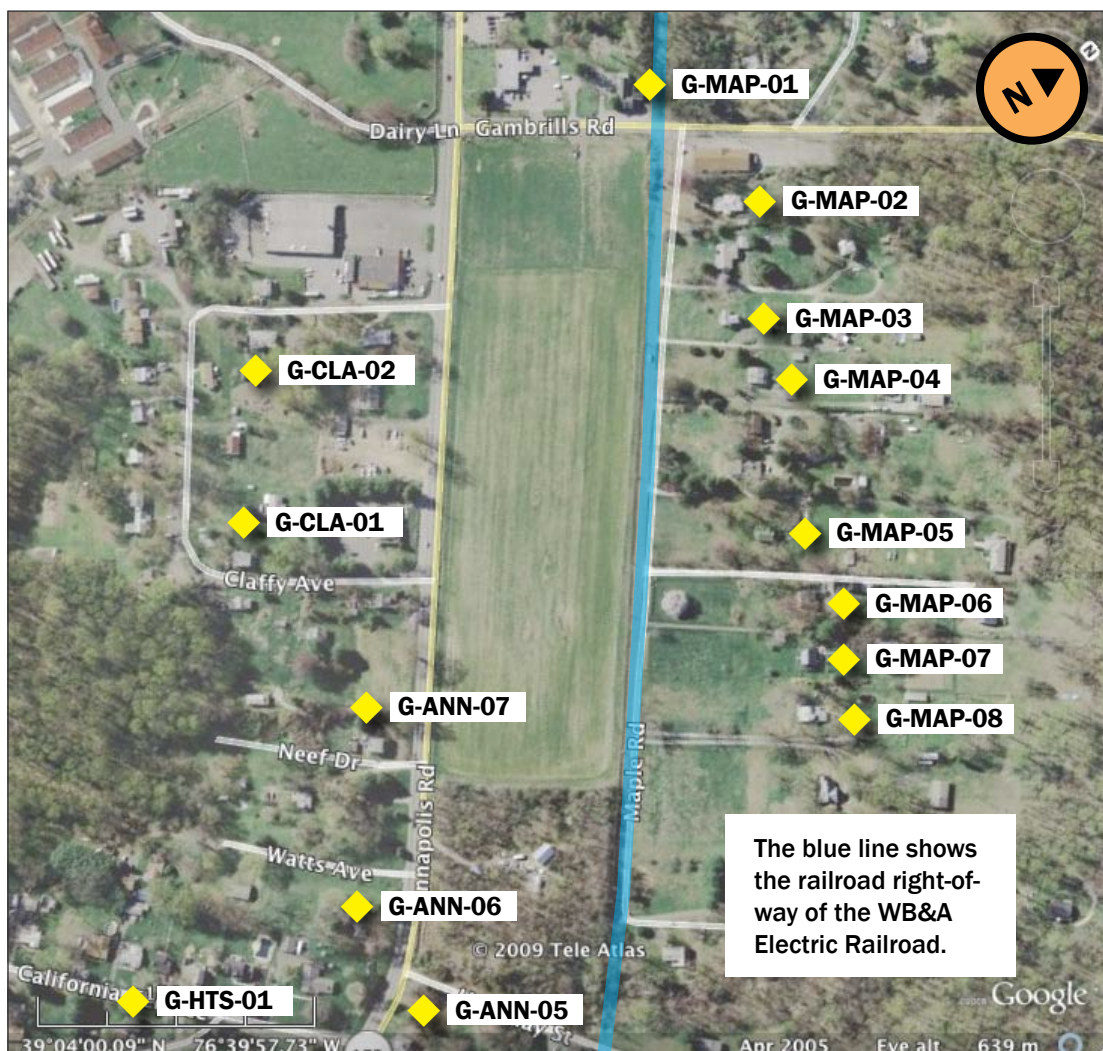 N
N
G-MAP-01
Dairy Ln Gambrills Rd
G-MAP-02
G-MAP-03
G-CLA-02
G-MAP-04
G-CLA-01
G-MAP-05
Claffy Ave
G-MAP-06
G-MAP-07
G-ANN-07
G-MAP-08
Neef Dr
nnapolis Rd
Maple Rd
The blue line shows
the railroad right-of-
way of the WB&A
Electric Railroad.
Watts Ave
G-ANN-06
© 2009 Tele Atlas
California
G-HTS-01
G-ANN-05
St
Google
39°04'00.09" N 76°39'57.73" W
Apr 2005 Eye alt 639 m